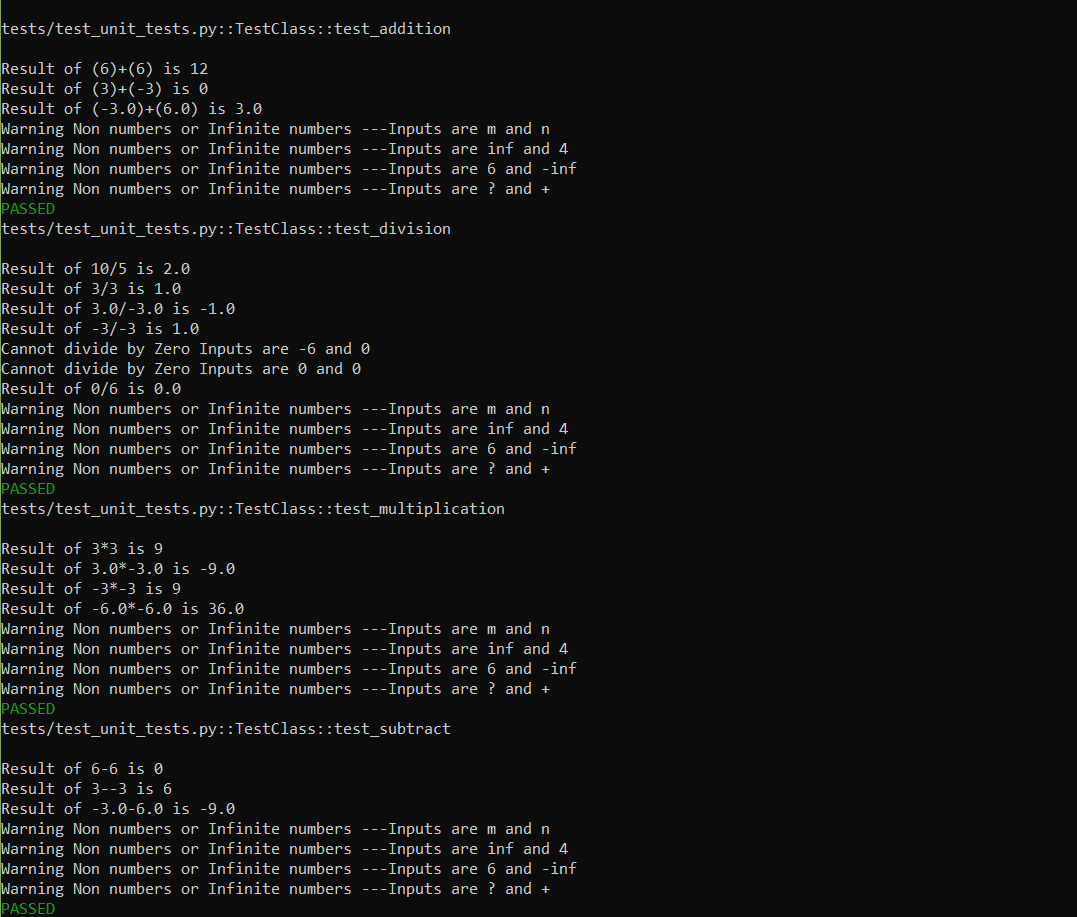 tests/test_unit_tests.py::TestClass::test_addition
Result of (6)+(6) is 12
Result of (3)+(-3) is 0
Result of (-3.0)+(6.0) is 3.0
Warning Non numbers or Infinite numbers ---Inputs are m and n
Warning Non numbers or Infinite numbers ---Inputs are inf and 4
Warning Non numbers or Infinite numbers ---Inputs are 6 and -inf
Warning Non numbers or Infinite numbers ---Inputs are ? and +
PASSED
tests/test_unit_tests.py::TestClass::test_division
Result of 10/5 is 2.0
Result of 3/3 is 1.0
Result of 3.0/-3.0 is -1.0
Result of -3/-3 is 1.0
Cannot divide by Zero Inputs are -6 and 0
Cannot divide by Zero Inputs are 0 and 0
Result of 0/6 is 0.0
Warning Non numbers or Infinite numbers ---Inputs are m and n
Warning Non numbers or Infinite numbers ---Inputs are inf and 4
Warning Non numbers or Infinite numbers ---Inputs are 6 and -inf
Warning Non numbers or Infinite numbers ---Inputs are ? and +
PASSED
tests/test_unit_tests.py::TestClass::test_multiplication
Result of 3*3 is 9
Result of 3.0*-3.0 is -9.0
Result of -3*-3 is 9
Result of -6.0*-6.0 is 36.0
Warning Non numbers or Infinite numbers ---Inputs are m and n
Warning Non numbers or Infinite numbers ---Inputs are inf and 4
Warning Non numbers or Infinite numbers ---Inputs are 6 and -inf
Warning Non numbers or Infinite numbers ---Inputs are ? and +
PASSED
tests/test_unit_tests.py::TestClass::test_subtract
Result of 6-6 is 0
Result of 3--3 is 6
Result of -3.0-6.0 is -9.0
Warning Non numbers or Infinite numbers ---Inputs are m and n
Warning Non numbers or Infinite numbers ---Inputs are inf and 4
Warning Non numbers or Infinite numbers ---Inputs are 6 and -inf
Warning Non numbers or Infinite numbers ---Inputs are ? and +
PASSED